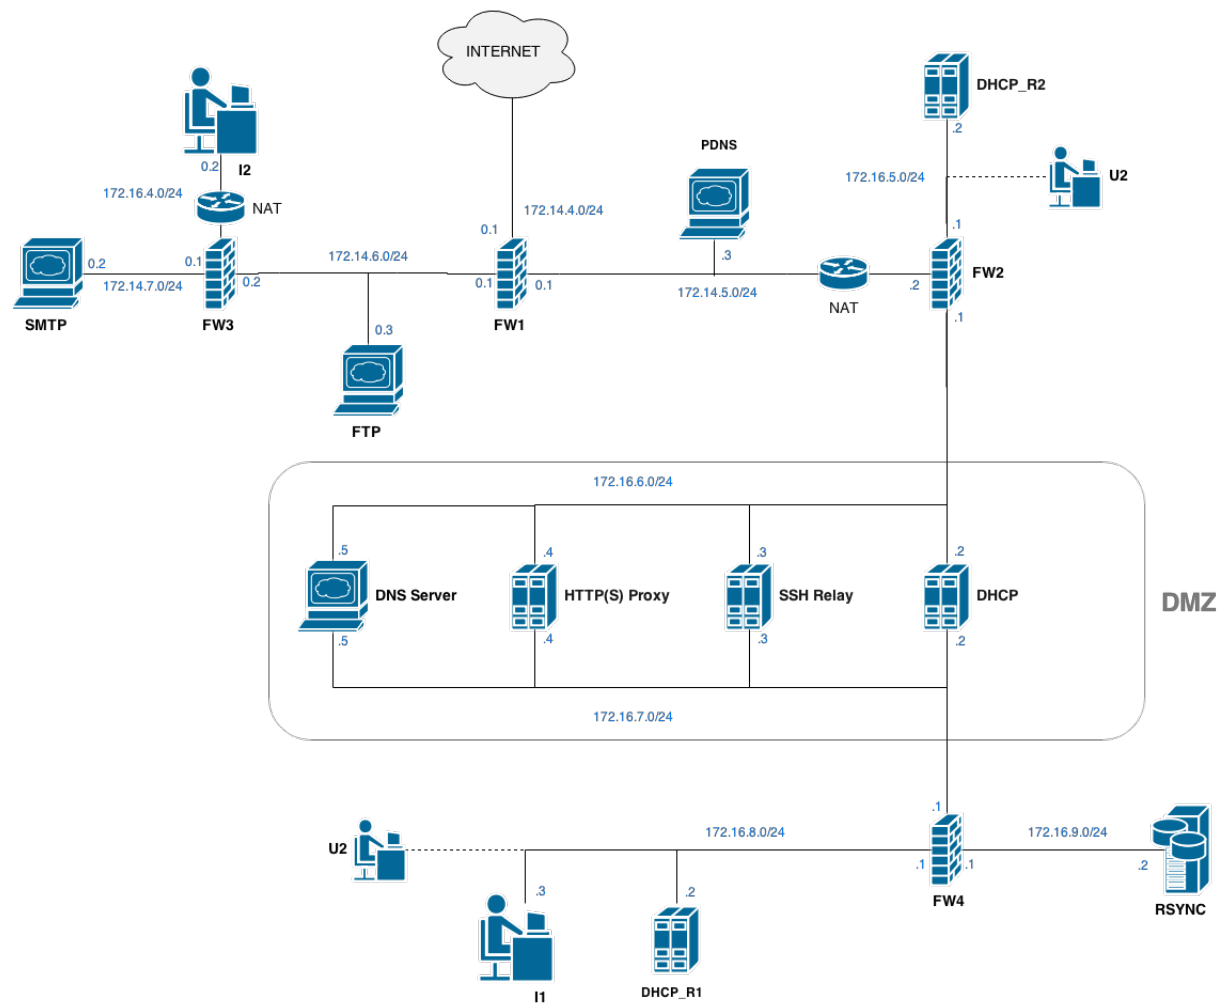 INTERNET
DHCP_R2
.2
PDNS
0.2
I2
172.16.5.0/24
U2
172.16.4.0/24
NAT
172.14.4.0/24
.1
0.1
0.2
0.1
172.14.6.0/24
.3
FW2
172.14.7.0/24
0.2
0.1
0.1
172.14.5.0/24
.2
NAT
SMTP
FW3
FW1
.1
0.3
FTP
172.16.6.0/24
.5
.4
.3
.2
DNS Server
HTTP(S) Proxy
SSH Relay
DHCP
DMZ
.5
.4
.3
.2
172.16.7.0/24
.1
172.16.8.0/24
172.16.9.0/24
U2
.1
.1
.2
.3
.2
FW4
RSYNC
I1
DHCP_R1